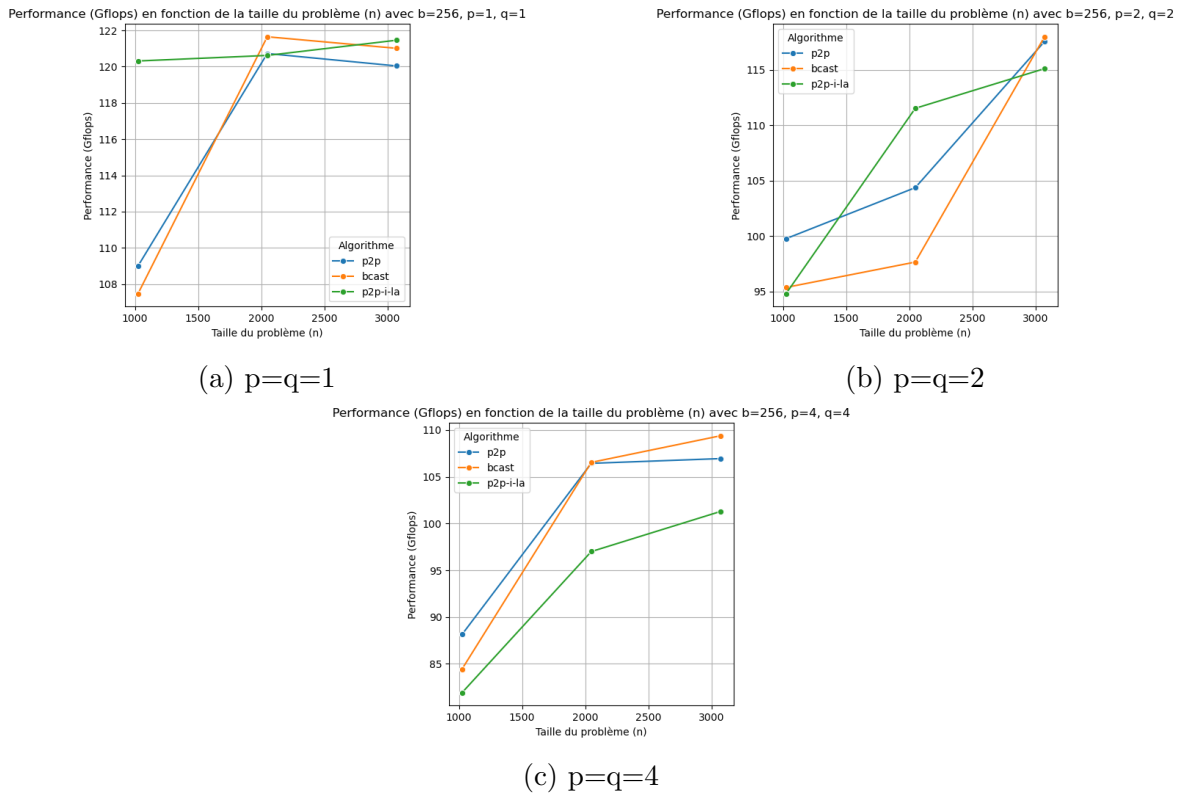 Performance (Gflops) en fonction de la taille du problème (n) avec b=256, p=1, q=1
122
120
118
116
114
112
110
108
Performance (Gflops)
Algorithme
p2p
bcast
p2p-i-la
1000 1500 2000 2500 3000
Taille du problème (n)
(a) p=q=1
Performance (Gflops) en fonction de la taille du problème (n) avec b=256, p=2, q=2
Algorithme
p2p
bcast
p2p-i-la
115
110
105
100
95
Performance (Gflops)
1000 1500 2000 2500 3000
Taille du problème (n)
(b) p=q=2
Performance (Gflops) en fonction de la taille du problème (n) avec b=256, p=4, q=4
Algorithme
p2p
bcast
p2p-i-la
110
105
100
95
90
85
Performance (Gflops)
1000 1500 2000 2500 3000
Taille du problème (n)
(c) p=q=4